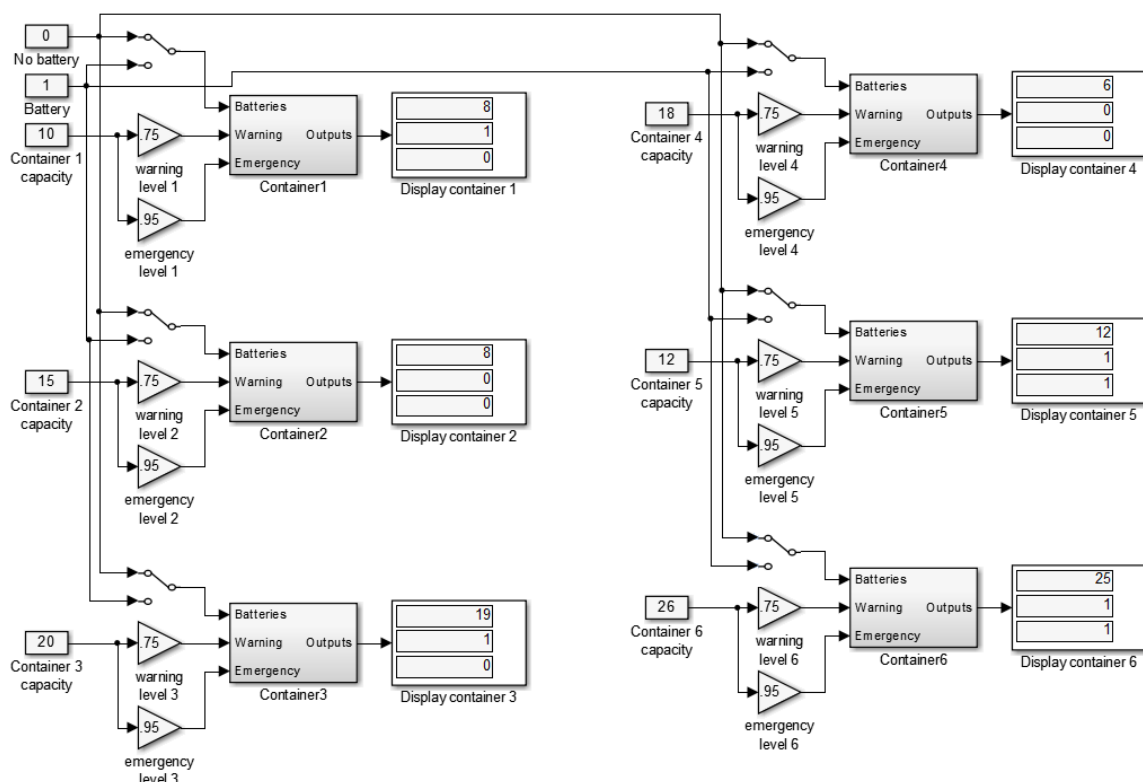 0
No battery
1
Battery
10
Container 1
capacity
.75
warning
level 1
.95
emergency
level 1
Batteries
Warning
Emergency
Outputs
Container1
8
1
0
Display container 1
15
Container 2
capacity
.75
warning
level 2
.95
emergency
level 2
Batteries
Warning
Emergency
Outputs
Container2
8
0
0
Display container 2
20
Container 3
capacity
.75
warning
level 3
.95
emergency
level 3
Batteries
Warning
Emergency
Outputs
Container3
19
1
0
Display container 3
18
Container 4
capacity
.75
warning
level 4
.95
emergency
level 4
Batteries
Warning
Emergency
Outputs
Container4
6
0
0
Display container 4
12
Container 5
capacity
.75
warning
level 5
.95
emergency
level 5
Batteries
Warning
Emergency
Outputs
Container5
12
1
1
Display container 5
26
Container 6
capacity
.75
warning
level 6
.95
emergency
level 6
Batteries
Warning
Emergency
Outputs
Container6
25
1
1
Display container 6